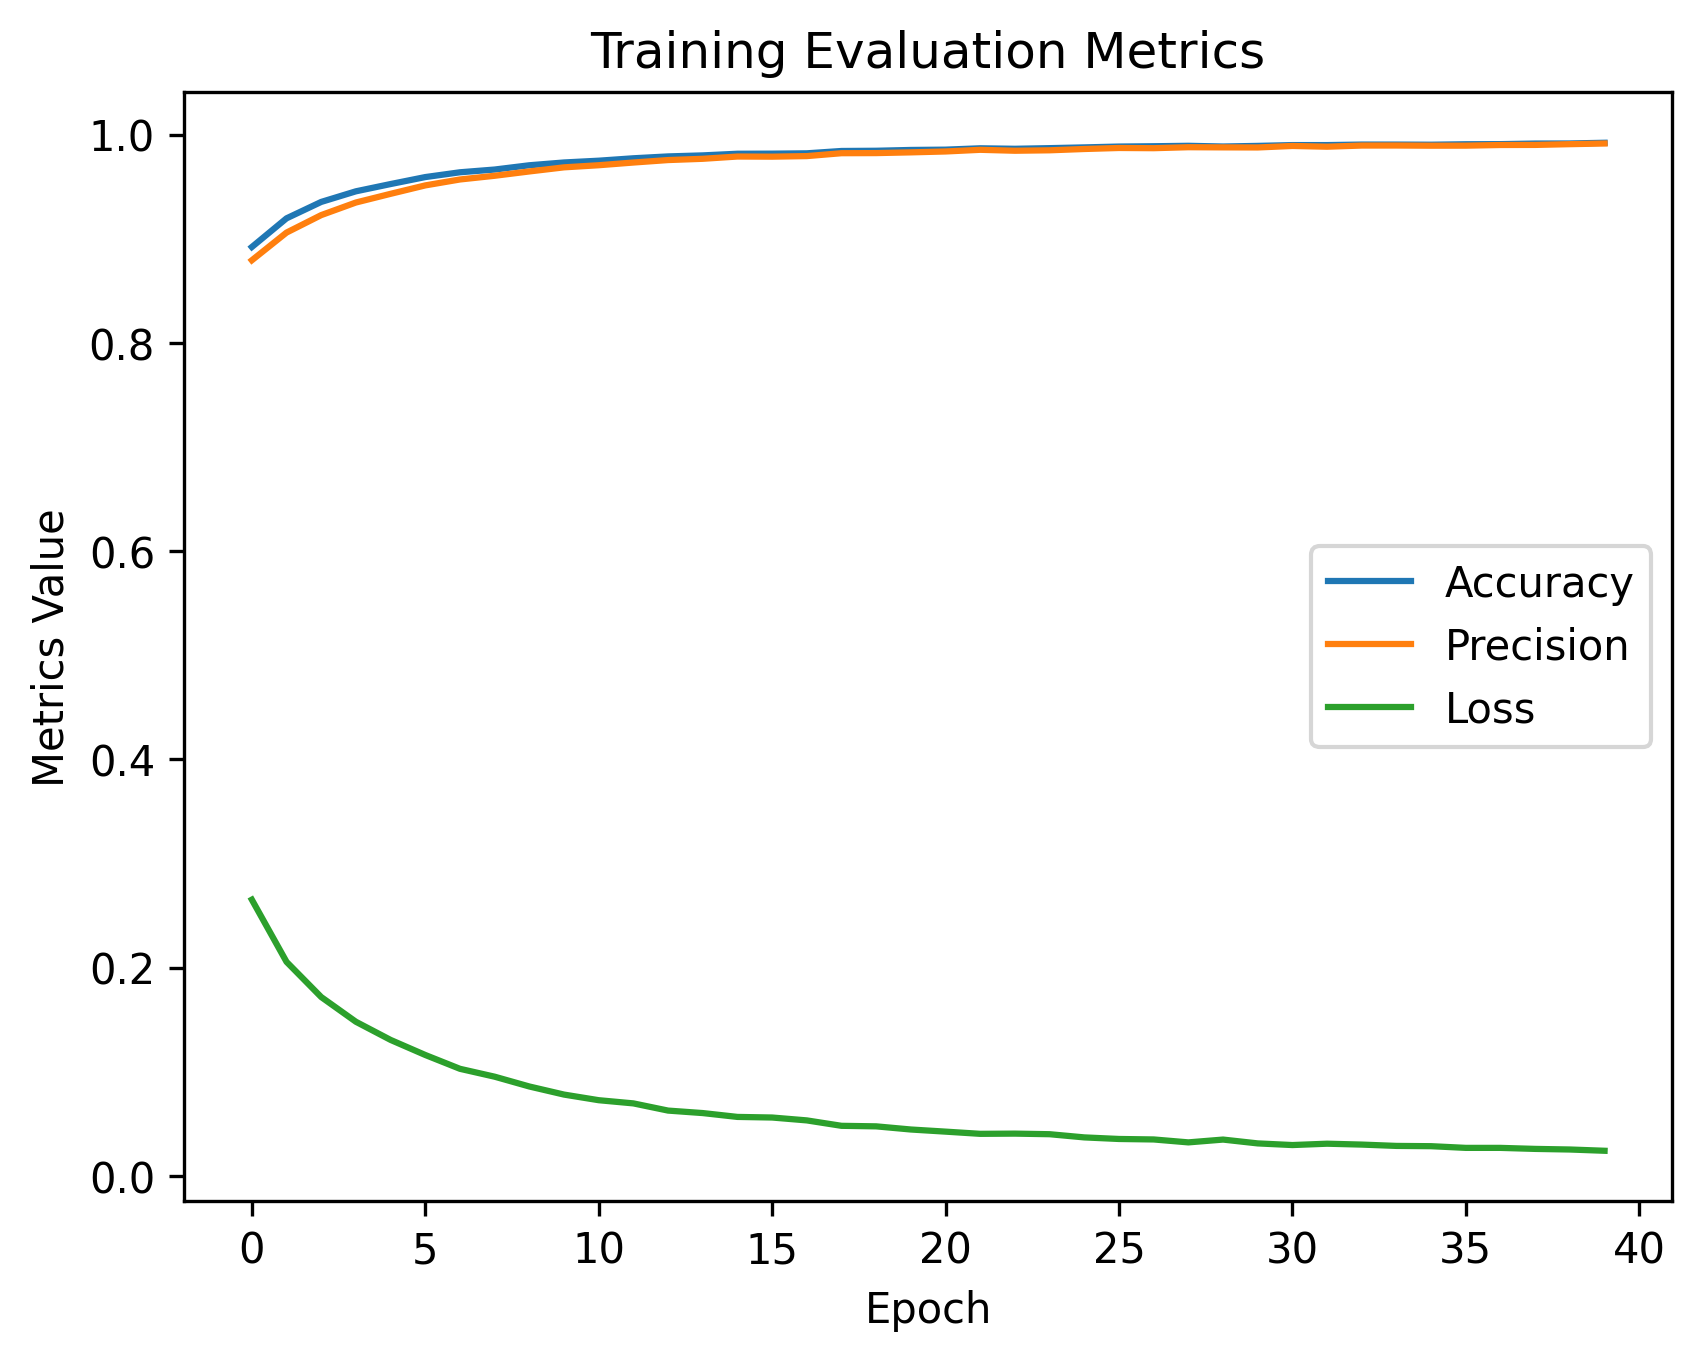 Training Evaluation Metrics
1.0
0.8
0.6
0.4
0.2
0.0
Metrics Value
Accuracy
Precision
Loss
0 5 10 15 20 25 30 35 40
Epoch